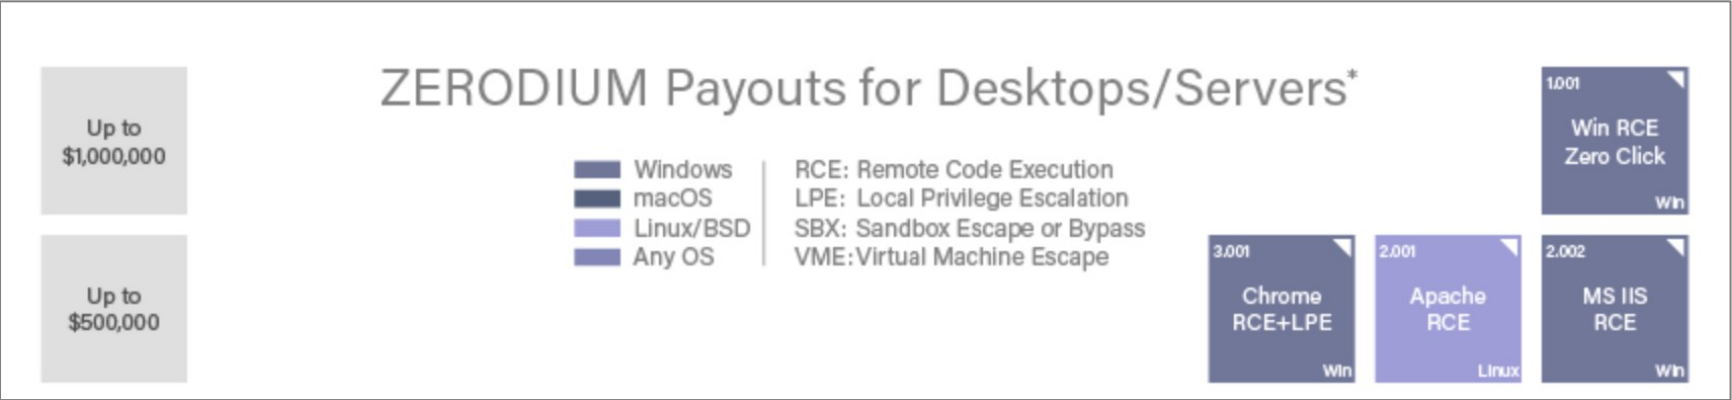 ZERODIUM Payouts for Desktops/Servers*
Up to
$1,000,000
Windows
macOS
Linux/BSD
Any OS
RCE: Remote Code Execution
LPE: Local Privilege Escalation
SBX: Sandbox Escape or Bypass
VME:Virtual Machine Escape
1.001
Win RCE
Zero Click
Win
Up to
$500,000
3.001
Chrome
RCE+LPE
Win
2.001
Apache
RCE
Linux
2.002
MS IIS
RCE
Win